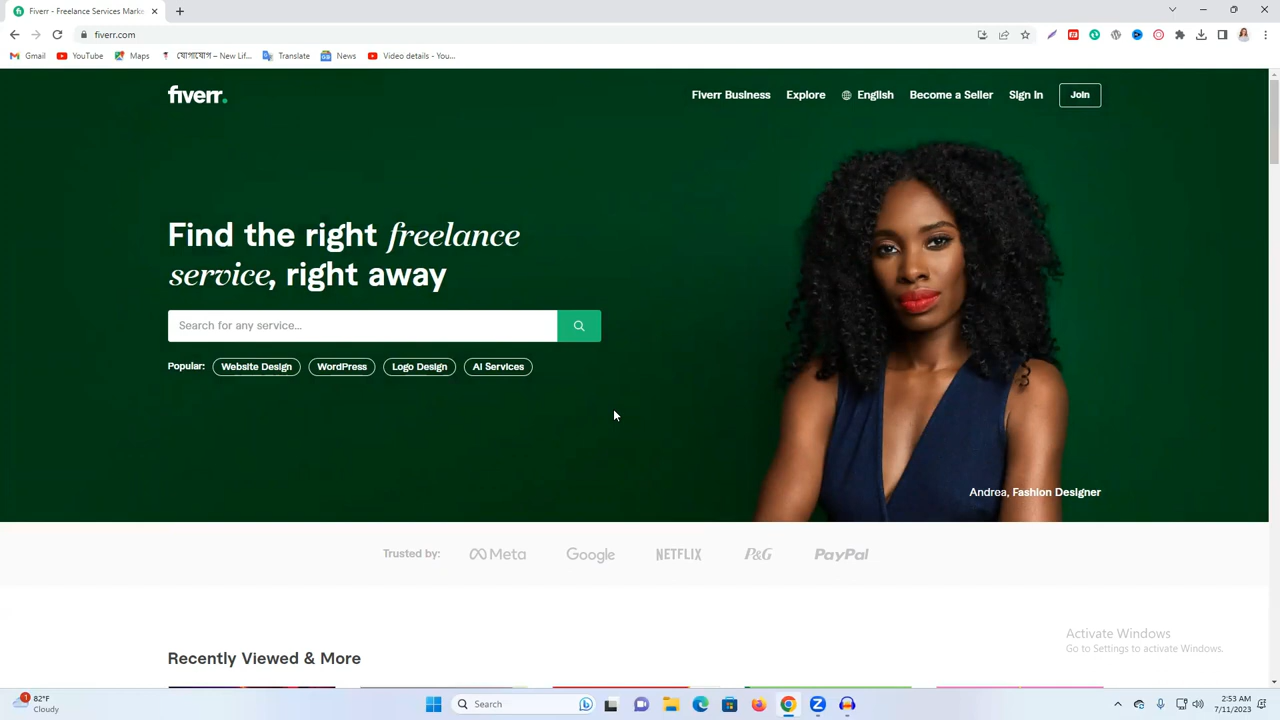 Fiverr - Freelance Services Marke
fiverr.com
Gmail
YouTube
Maps
যোগাযোগ – New Lif...
Translate
News
Video details - You...
fiverr.
Fiverr Business
Explore
English
Become a Seller
Sign In
Join
Find the right freelance
service, right away
Search for any service...
Popular:
Website Design
WordPress
Logo Design
AI Services
Andrea, Fashion Designer
Trusted by:
Meta
Google
NETFLIX
P&G
PayPal
Activate Windows
Go to Settings to activate Windows.
Recently Viewed & More
1
82°F
Cloudy
Search
2:53 AM
7/11/2023